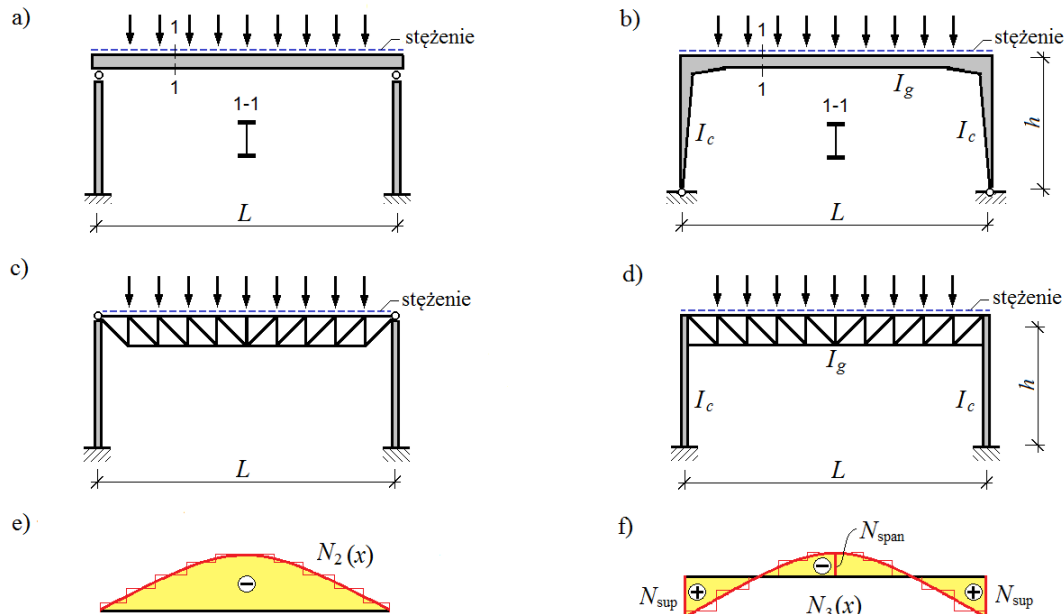 a)
1
stężenie
1
1-1
L
b)
1
stężenie
1
I_g
1-1
I_c
I_c
h
L
c)
stężenie
L
d)
stężenie
I_g
I_c
I_c
h
L
e)
N_2(x)
−
f)
N_span
−
N_sup
+
N_3(x)
+
N_sup